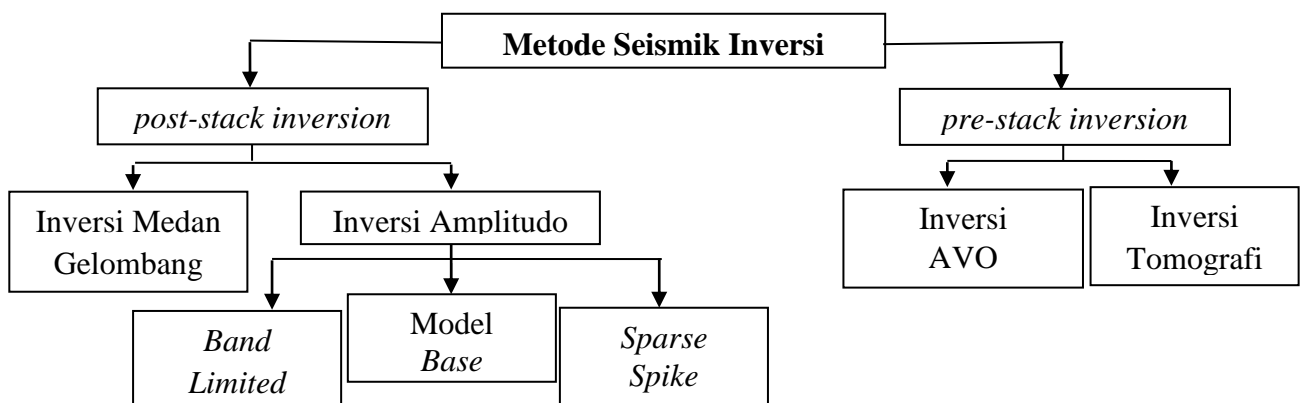 Metode Seismik Inversi
post-stack inversion
pre-stack inversion
Inversi Medan
Gelombang
Inversi Amplitudo
Inversi
AVO
Inversi
Tomografi
Band
Limited
Model
Base
Sparse
Spike